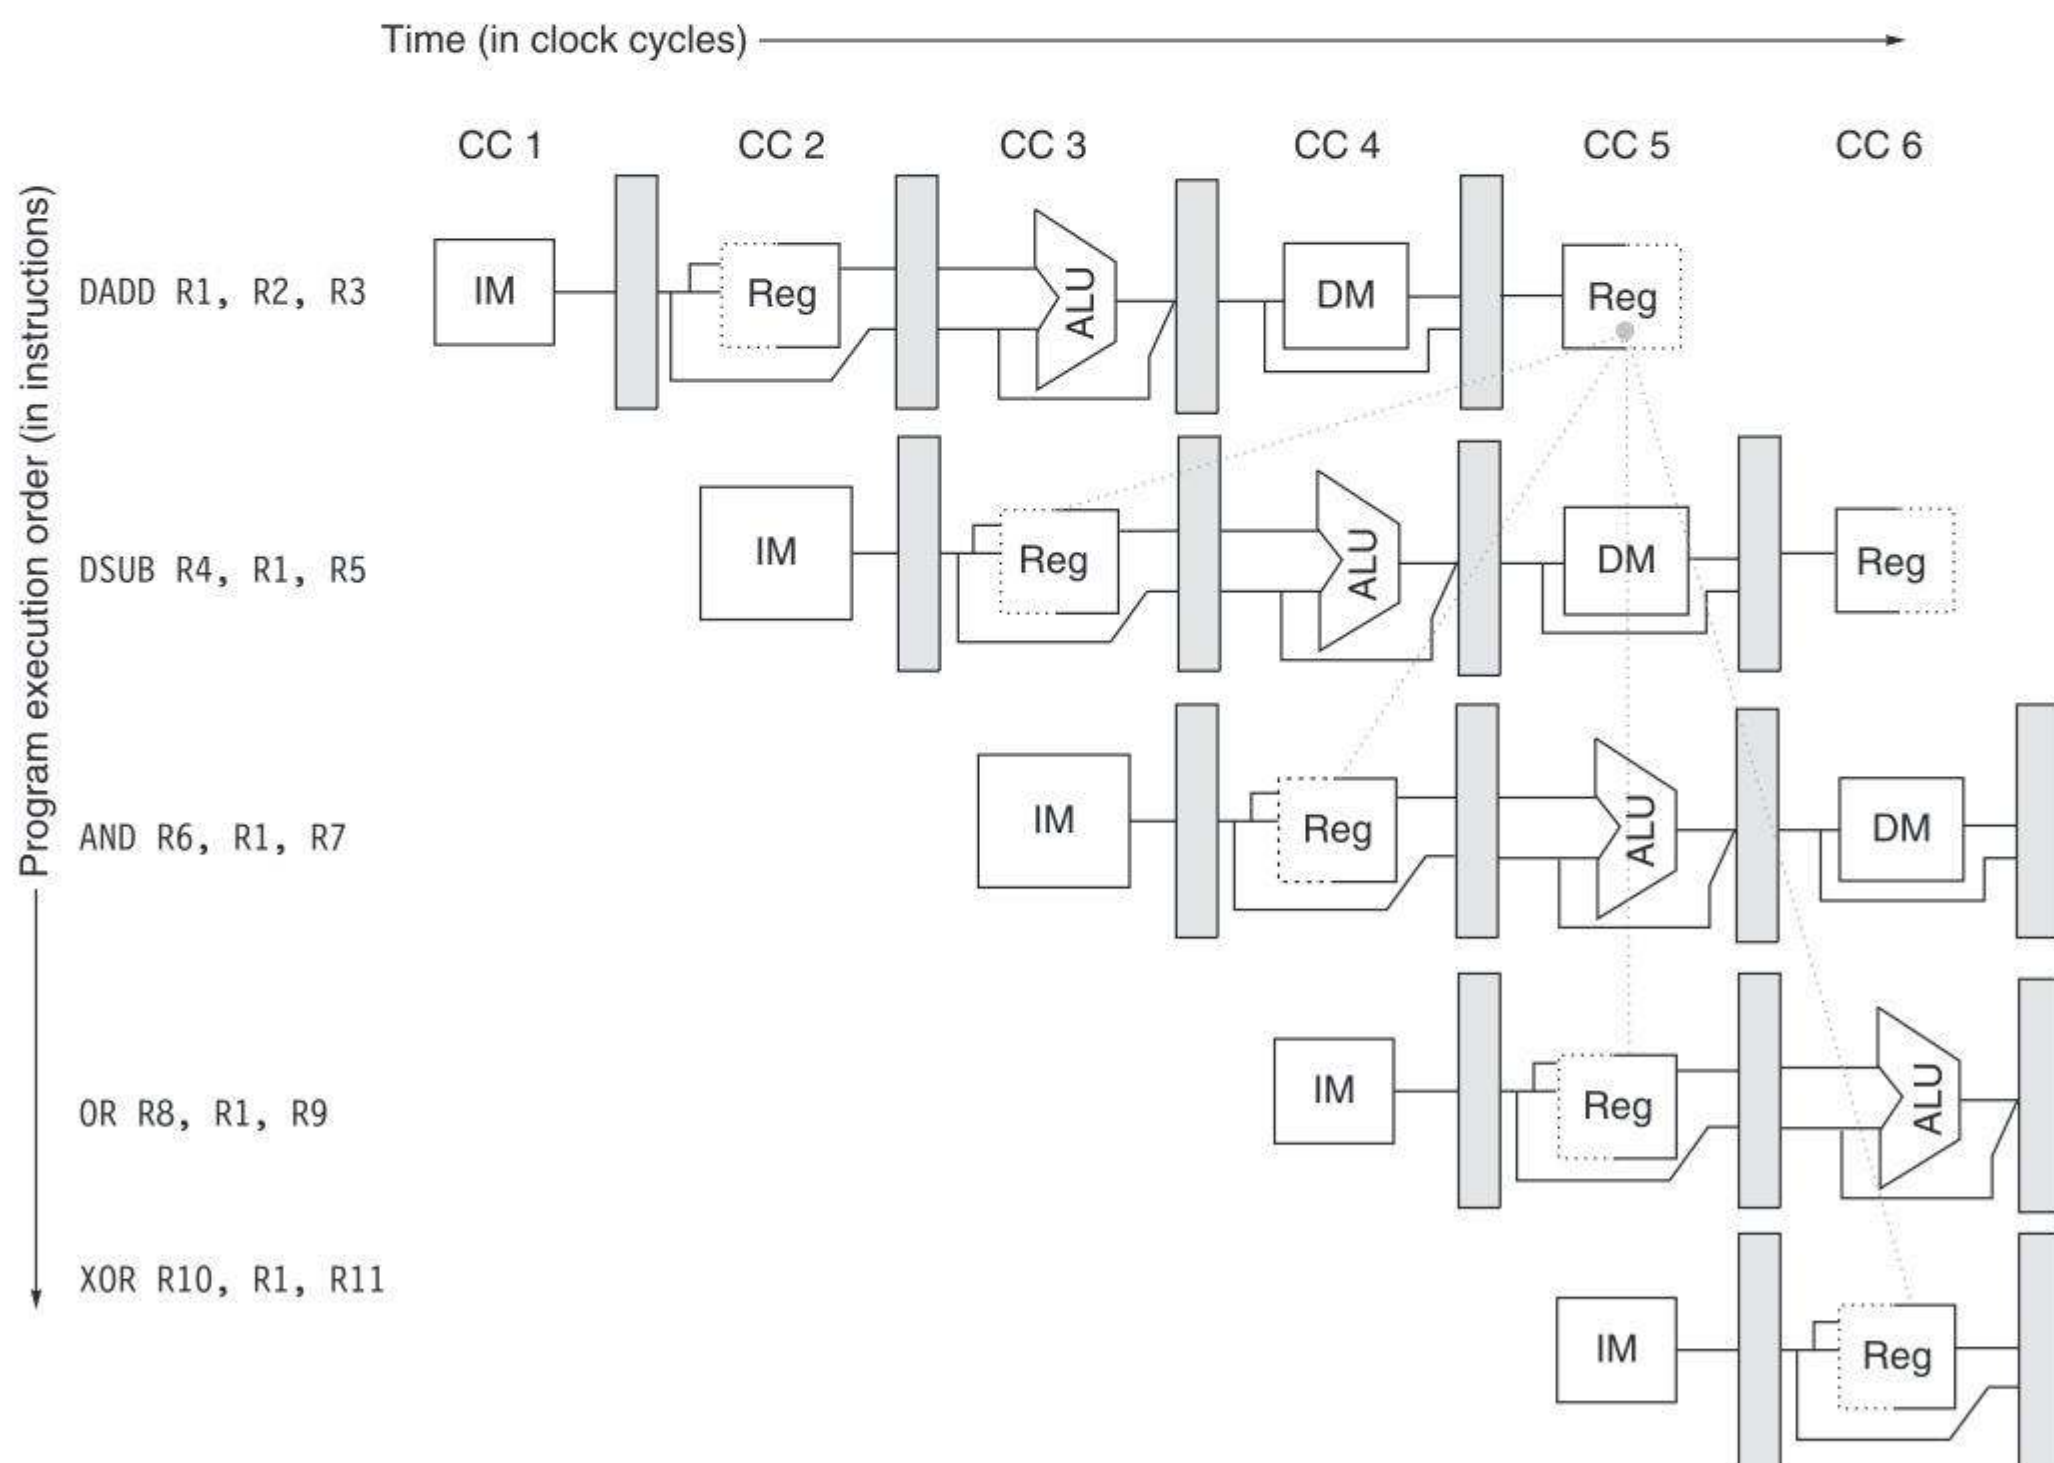 Time (in clock cycles)
CC 1 CC 2 CC 3 CC 4 CC 5 CC 6
Program execution order (in instructions)
DADD R1, R2, R3 IM Reg ALU DM Reg
DSUB R4, R1, R5 IM Reg ALU DM Reg
AND R6, R1, R7 IM Reg ALU DM
OR R8, R1, R9 IM Reg ALU
XOR R10, R1, R11
IM Reg